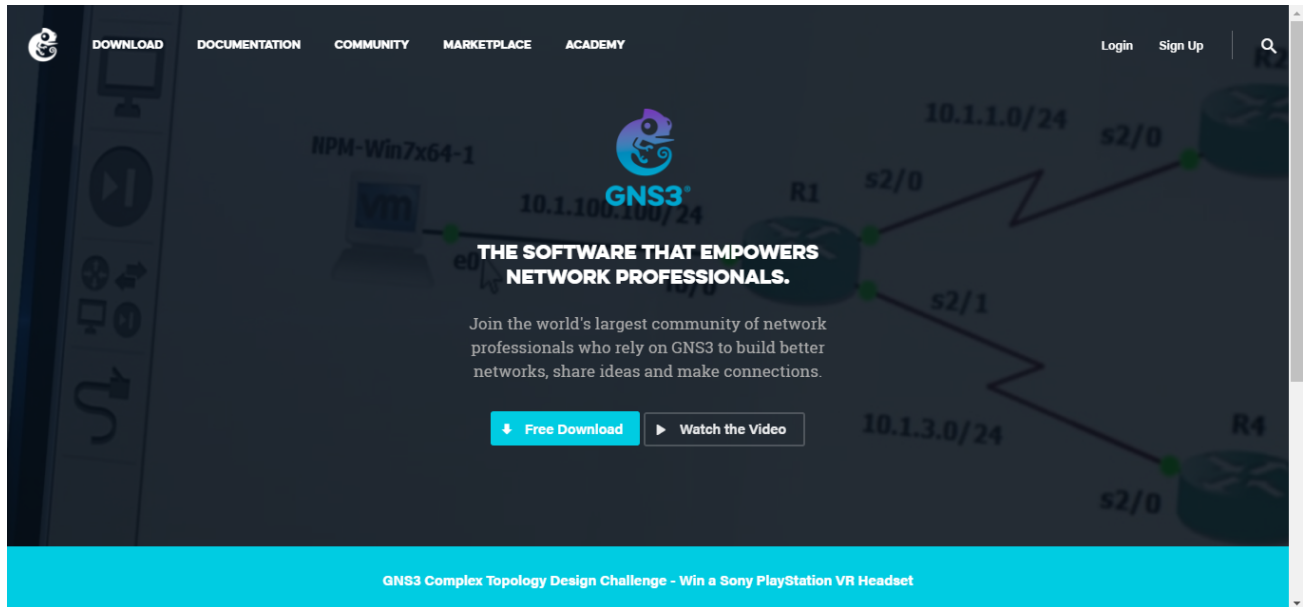 DOWNLOAD DOCUMENTATION COMMUNITY MARKETPLACE ACADEMY Login Sign Up
R2
10.1.1.0/24
s2/0
NPM-Win7x64-1
vm
GNS3®
R1
s2/0
10.1.100.100/24
THE SOFTWARE THAT EMPOWERS
e0
NETWORK PROFESSIONALS.
s2/1
Join the world's largest community of network
professionals who rely on GNS3 to build better
networks, share ideas and make connections.
Free Download Watch the Video
10.1.3.0/24
R4
s2/0
GNS3 Complex Topology Design Challenge - Win a Sony PlayStation VR Headset